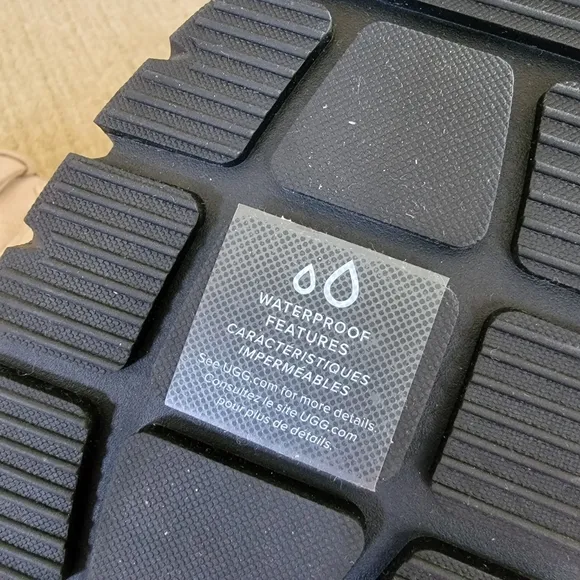 WATERPROOF
FEATURES
CARACTÉRISTIQUES
IMPERMÉABLES
See UGG.com for more details.
Consultez le site UGG.com
pour plus de détails.